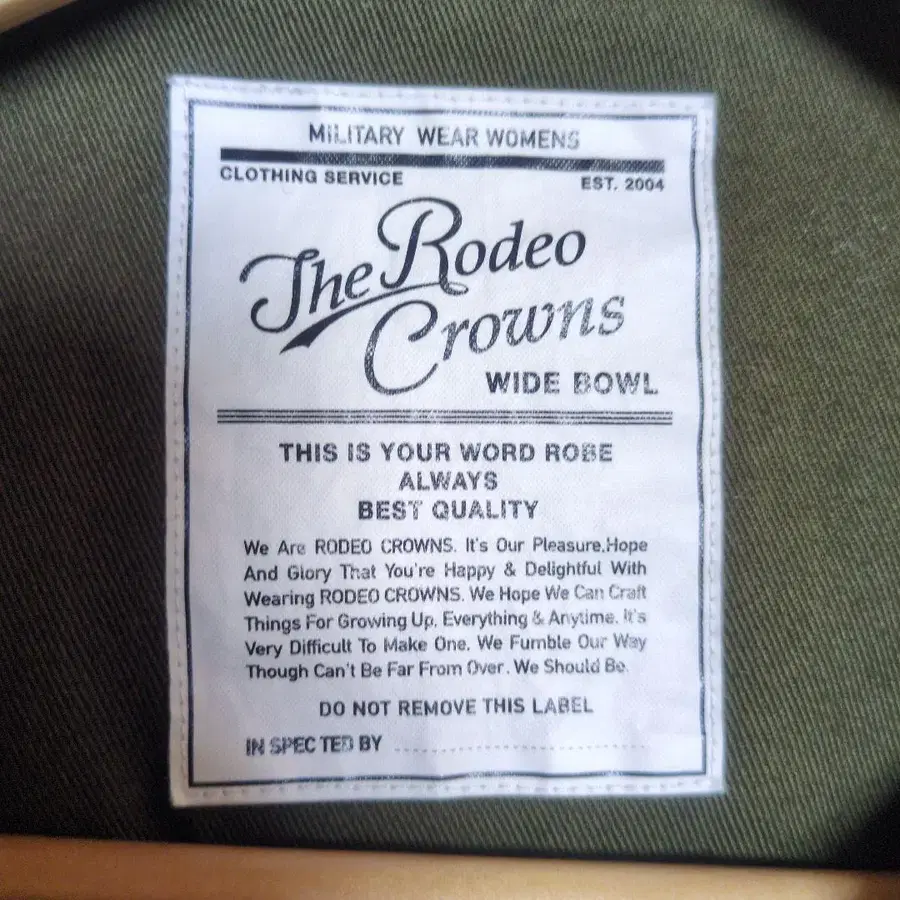 MILITARY WEAR WOMENS
CLOTHING SERVICE EST. 2004
The Rodeo
Crowns
WIDE BOWL
THIS IS YOUR WORD ROBE
ALWAYS
BEST QUALITY
We Are RODEO CROWNS. It's Our Pleasure.Hope
And Glory That You're Happy & Delightful With
Wearing RODEO CROWNS. We Hope We Can Craft
Things For Growing Up, Everything & Anytime. It's
Very Difficult To Make One. We Fumble Our Way
Though Can't Be Far From Over. We Should Be.
DO NOT REMOVE THIS LABEL
IN SPEC TED BY